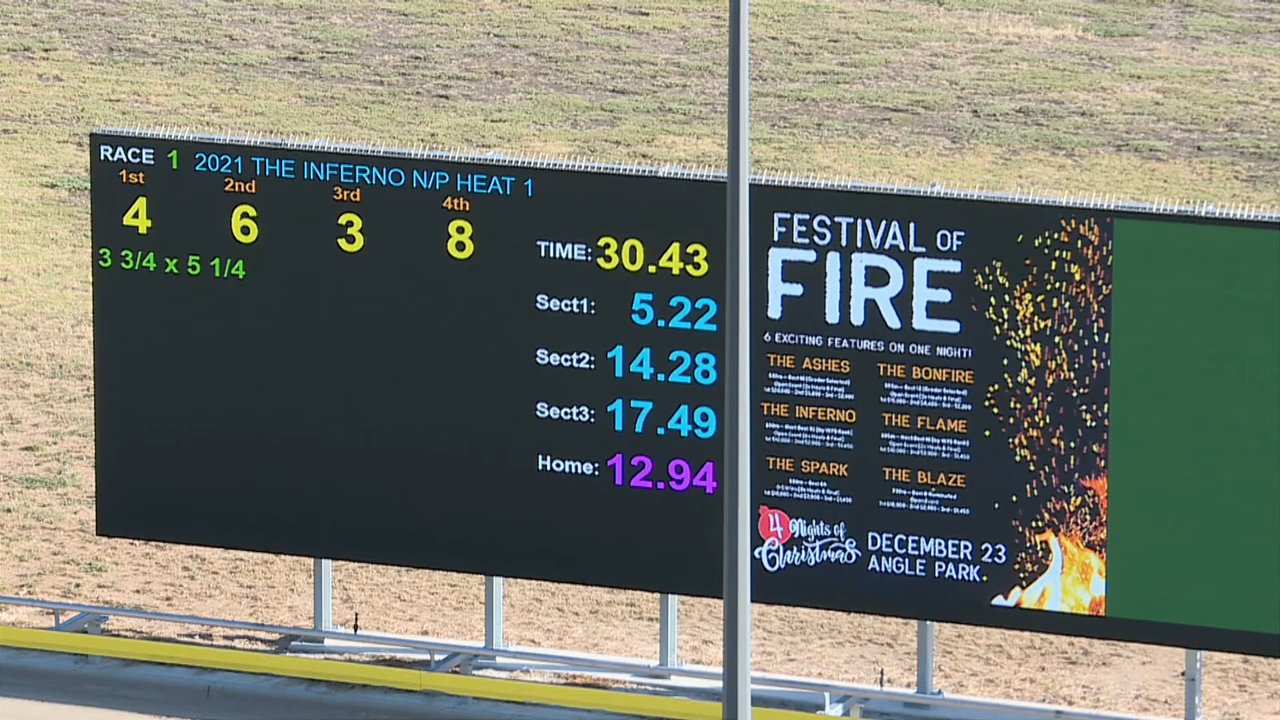 RACE 1 2021 THE INFERNO N/P HEAT 1
1st 2nd 3rd 4th
4 6 3 8
3 3/4 x 5 1/4
TIME: 30.43
Sect1: 5.22
Sect2: 14.28
Sect3: 17.49
Home: 12.94
FESTIVAL OF
FIRE
6 EXCITING FEATURES ON ONE NIGHT!
THE ASHES
THE BONFIRE
THE INFERNO
THE FLAME
THE SPARK
THE BLAZE
4 Nights of
Christmas
DECEMBER 23
ANGLE PARK